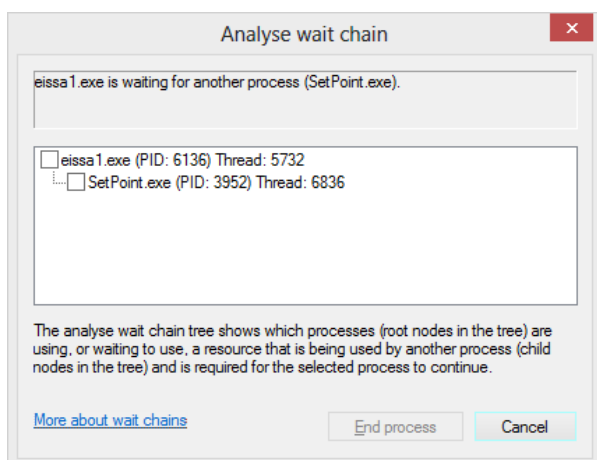 Analyse wait chain
eissa1.exe is waiting for another process (SetPoint.exe).
eissa1.exe (PID: 6136) Thread: 5732
SetPoint.exe (PID: 3952) Thread: 6836
The analyse wait chain tree shows which processes (root nodes in the tree) are
using, or waiting to use, a resource that is being used by another process (child
nodes in the tree) and is required for the selected process to continue.
More about wait chains
End process
Cancel